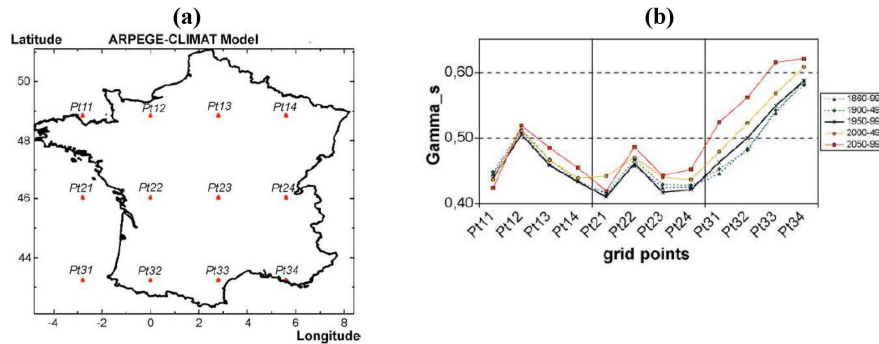 (a)
Latitude ARPEGE-CLIMAT Model
50
48
46
44
Pt11 Pt12 Pt13 Pt14
Pt21 Pt22 Pt23 Pt24
Pt31 Pt32 Pt33 Pt34
-4 -2 0 2 4 6 8
Longitude
(b)
Gamma_s
0,60
0,50
0,40
Pt11 Pt12 Pt13 Pt14 Pt21 Pt22 Pt23 Pt24 Pt31 Pt32 Pt33 Pt34
grid points
1860-99
1900-49
1950-99
2000-49
2050-99